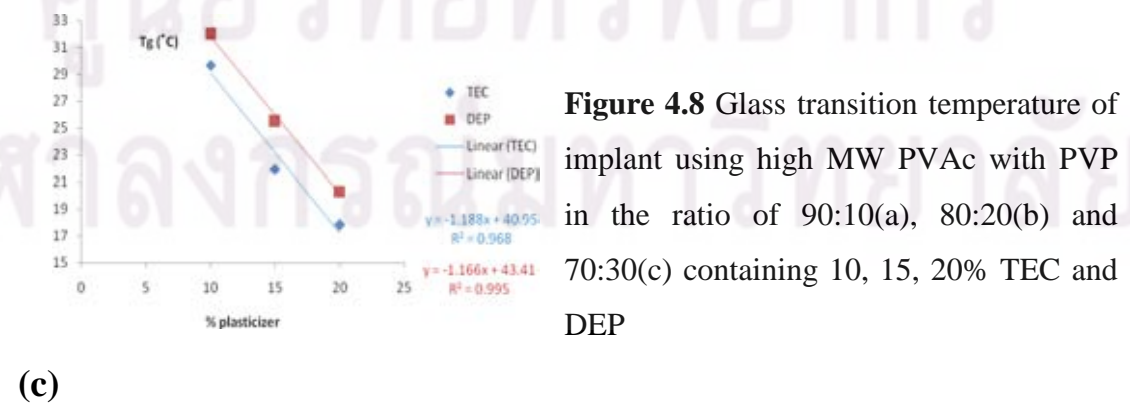 33
31
29
27
25
23
21
19
17
15
Tg (˚C)
0 5 10 15 20 25
% plasticizer
TEC
DEP
Linear (TEC)
Linear (DEP)
y = -1.188x + 40.95
R² = 0.968
y = -1.166x + 43.41
R² = 0.995
Figure 4.8 Glass transition temperature of
implant using high MW PVAc with PVP
in the ratio of 90:10(a), 80:20(b) and
70:30(c) containing 10, 15, 20% TEC and
DEP
(c)